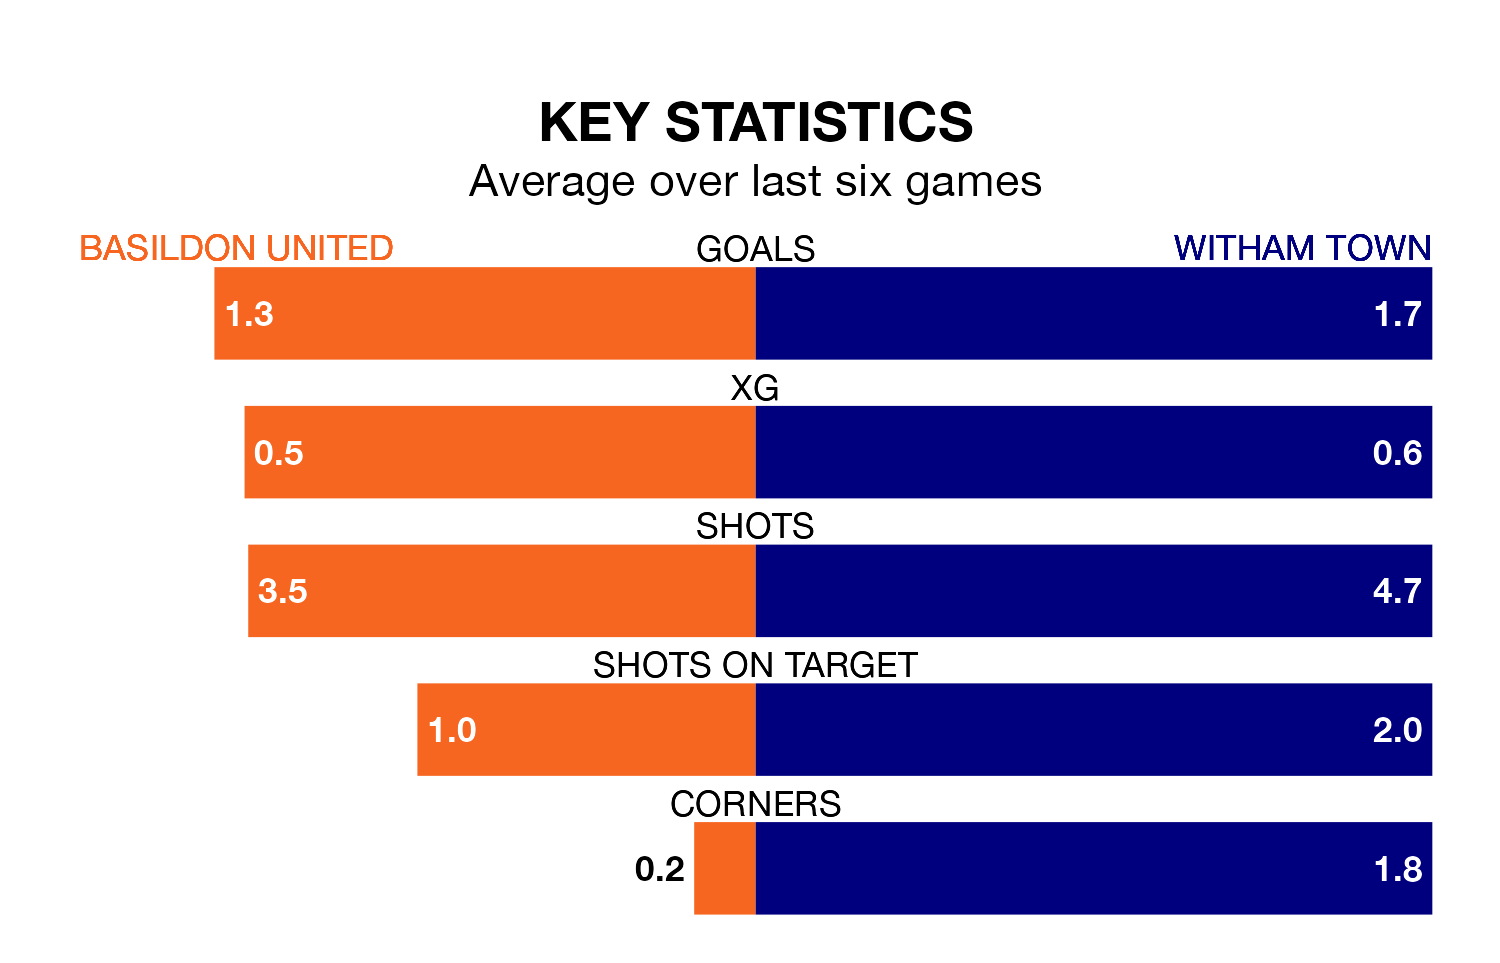 KEY STATISTICS
Average over last six games
BASILDON UNITED GOALS WITHAM TOWN
1.3 1.7
XG
0.5 0.6
SHOTS
3.5 4.7
SHOTS ON TARGET
1.0 2.0
CORNERS
0.2 1.8